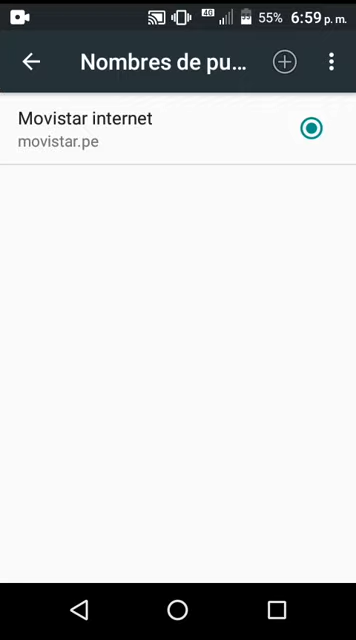 4G 55% 6:59 p. m.
Nombres de pu...
Movistar internet
movistar.pe